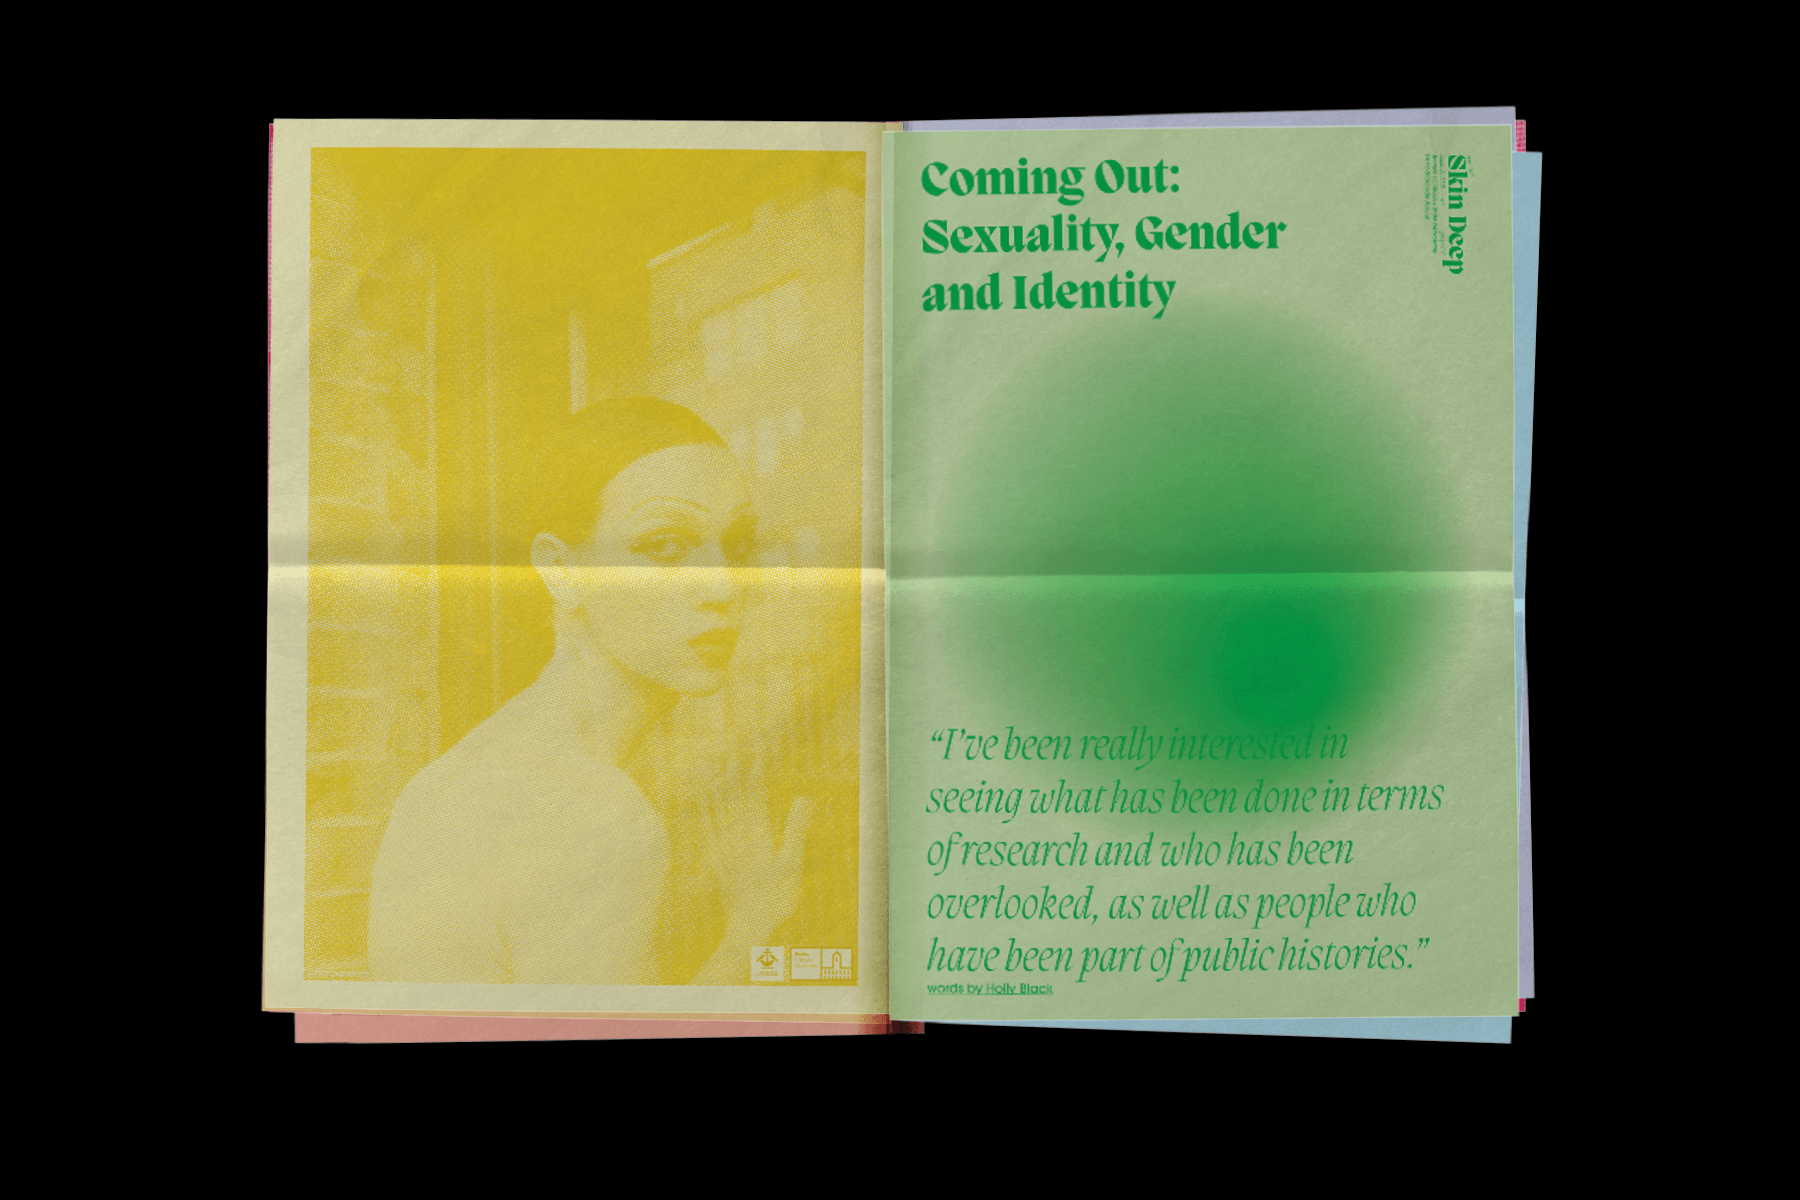 Coming Out:
Sexuality, Gender
and Identity
Skin Deep
“I’ve been really interested in
seeing what has been done in terms
of research and who has been
overlooked, as well as people who
have been part of public histories.”
words by Holly Black